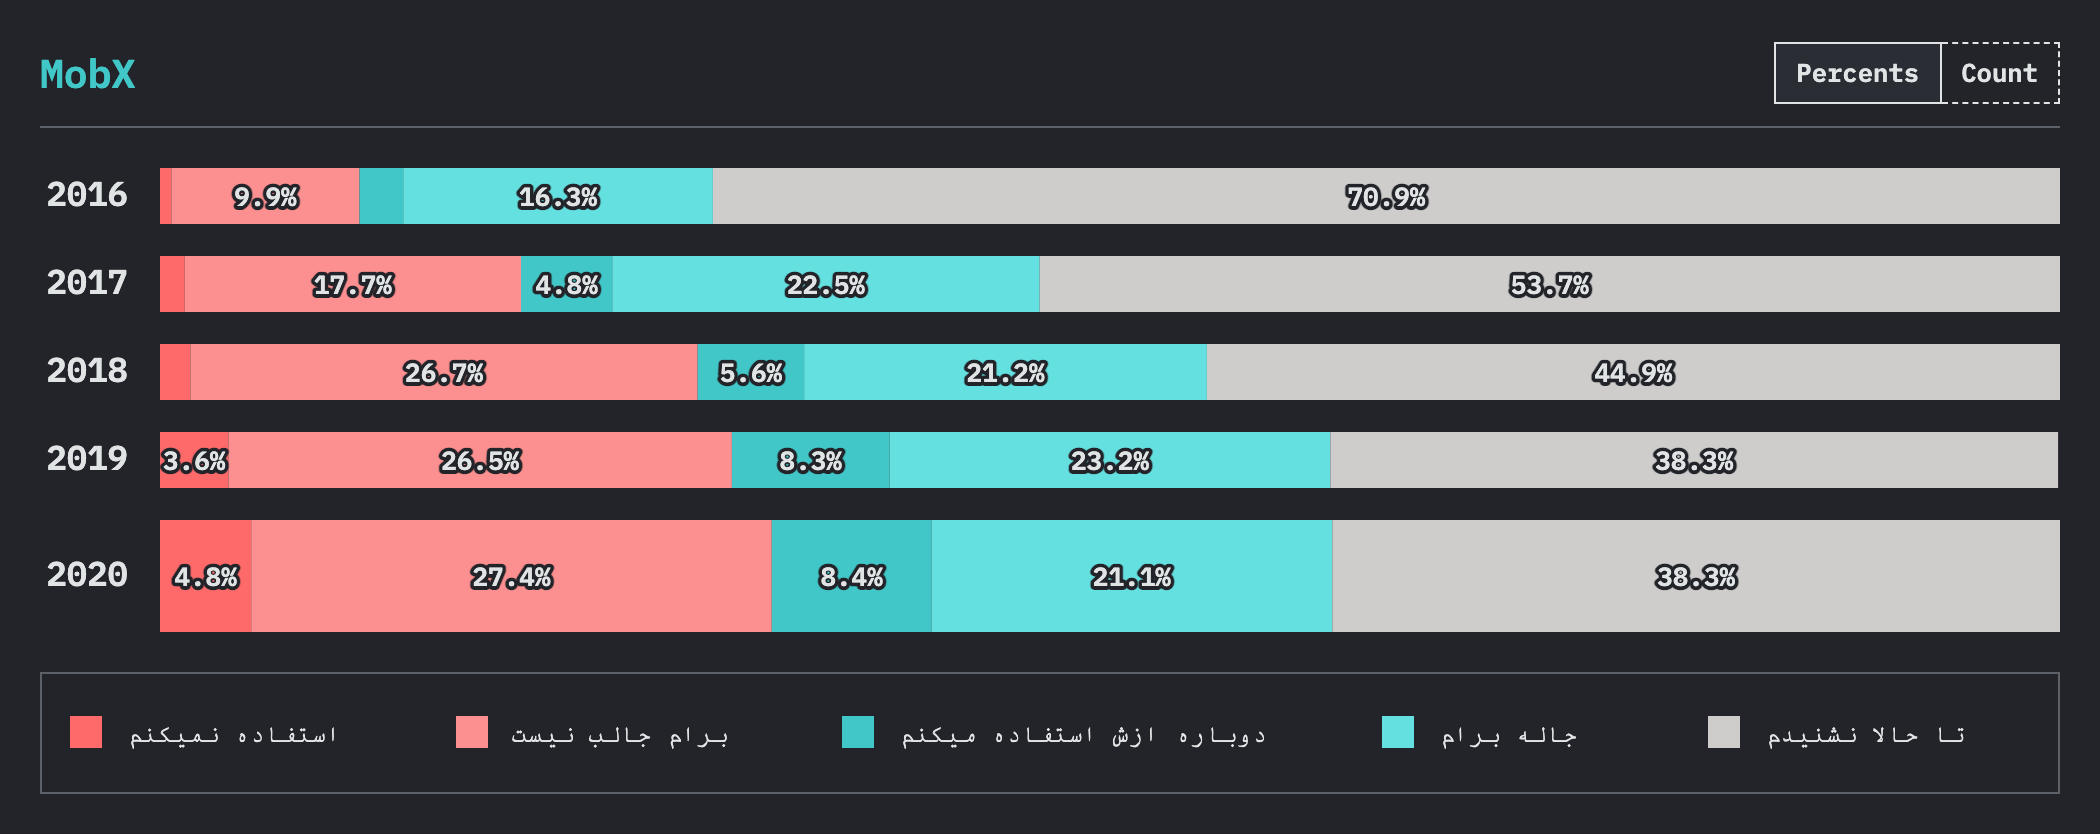 MobX
Percents Count
2016 9.9% 16.3% 70.9%
2017 17.7% 4.8% 22.5% 53.7%
2018 26.7% 5.6% 21.2% 44.9%
2019 3.6% 26.5% 8.3% 23.2% 38.3%
2020 4.8% 27.4% 8.4% 21.1% 38.3%
استفاده نمیکنم برام جالب نیست دوباره ازش استفاده میکنم جاله برام تا حالا نشنیدم